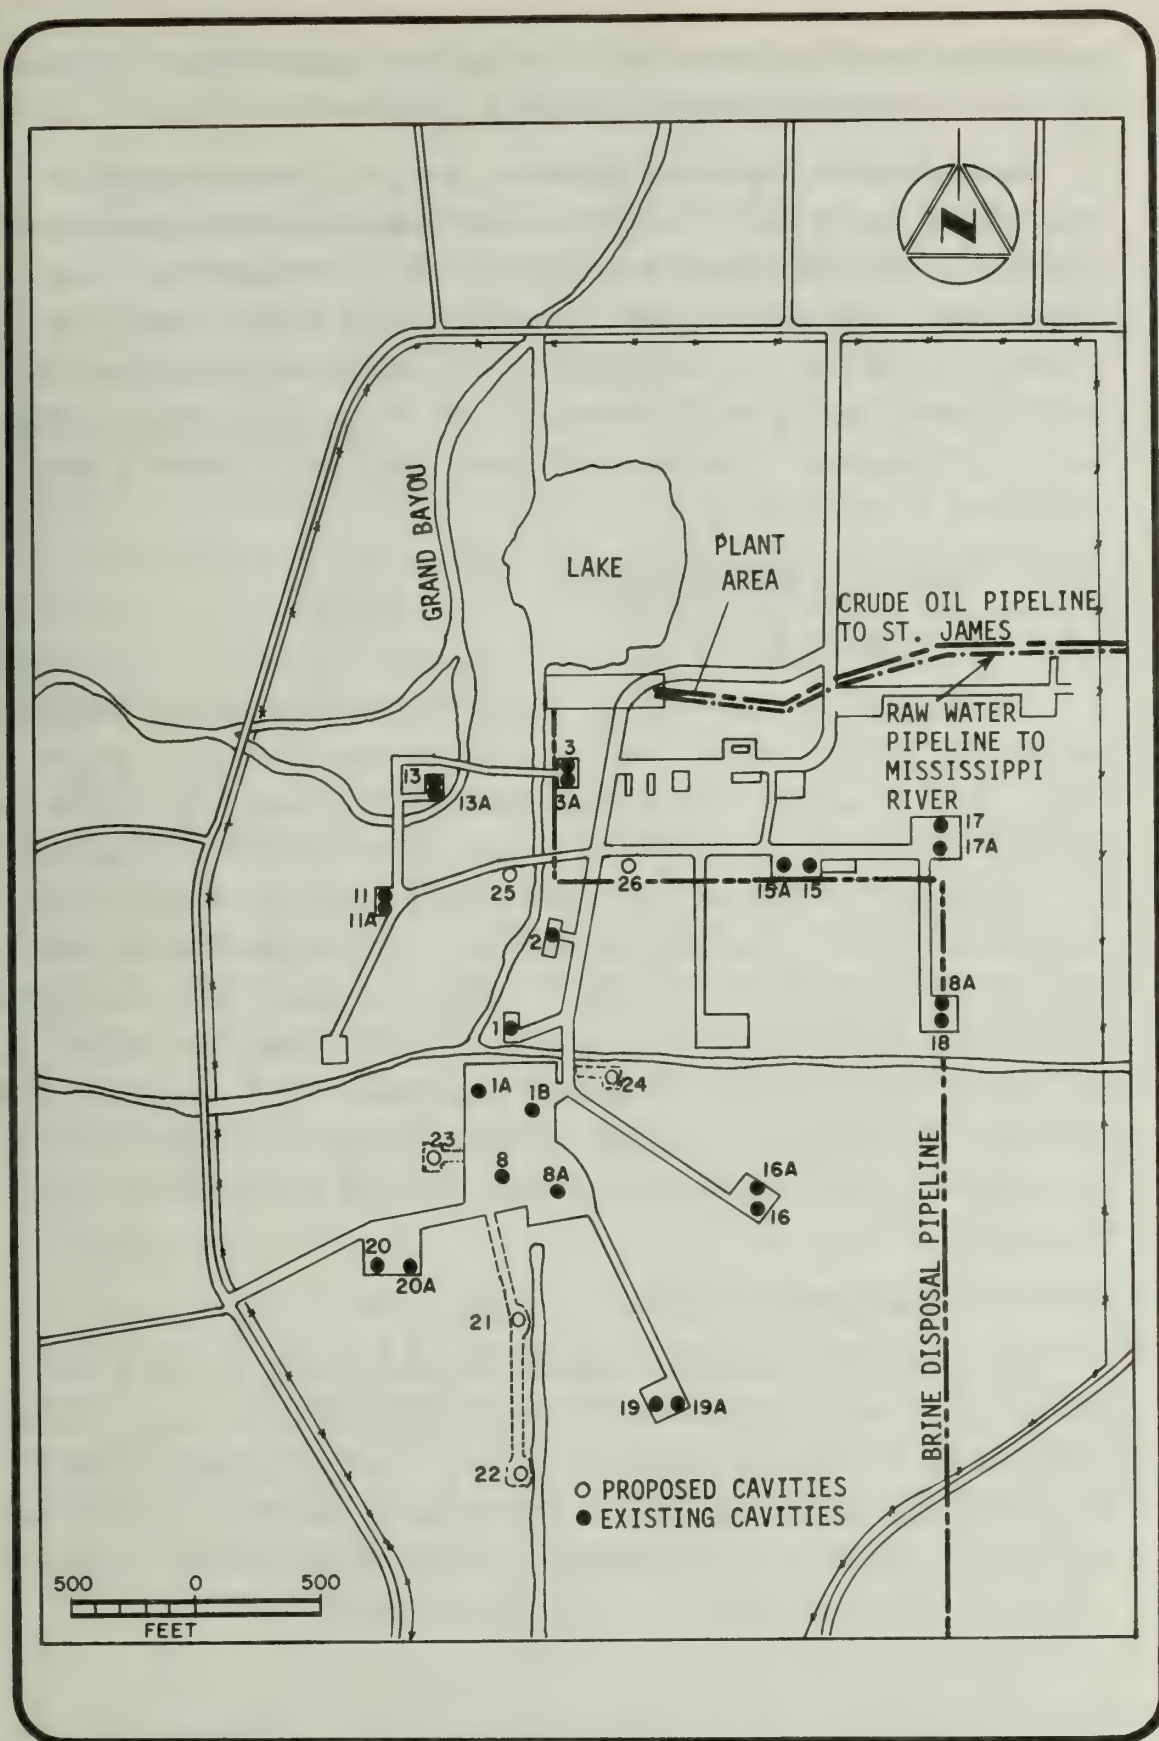 N
GRAND BAYOU
LAKE
PLANT
AREA
CRUDE OIL PIPELINE
TO ST. JAMES
RAW WATER
PIPELINE TO
MISSISSIPPI
RIVER
3
3A
13
13A
17
17A
25
26
15A 15
11
11A
2
8A
18
1
1A
1B
24
23
8
8A
16A
16
20
20A
21
19
19A
22
BRINE DISPOSAL PIPELINE
PROPOSED CAVITIES
EXISTING CAVITIES
500 0 500
FEET